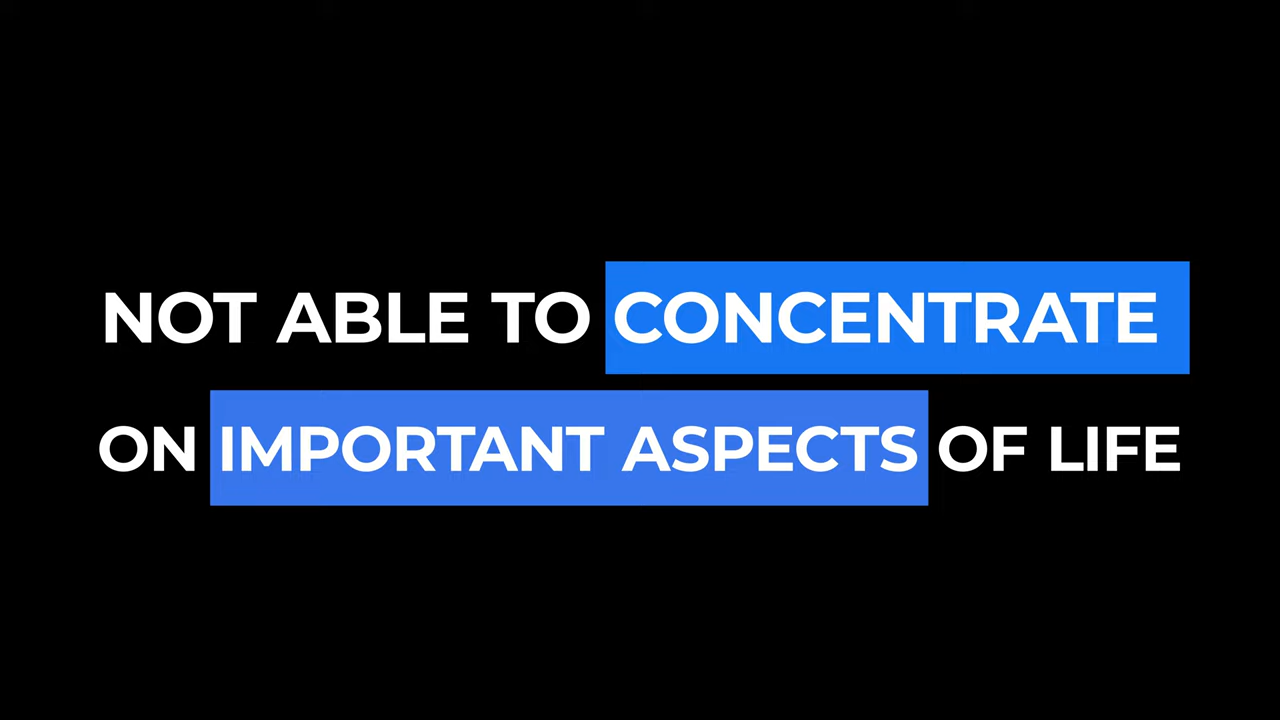 NOT ABLE TO CONCENTRATE
ON IMPORTANT ASPECTS OF LIFE